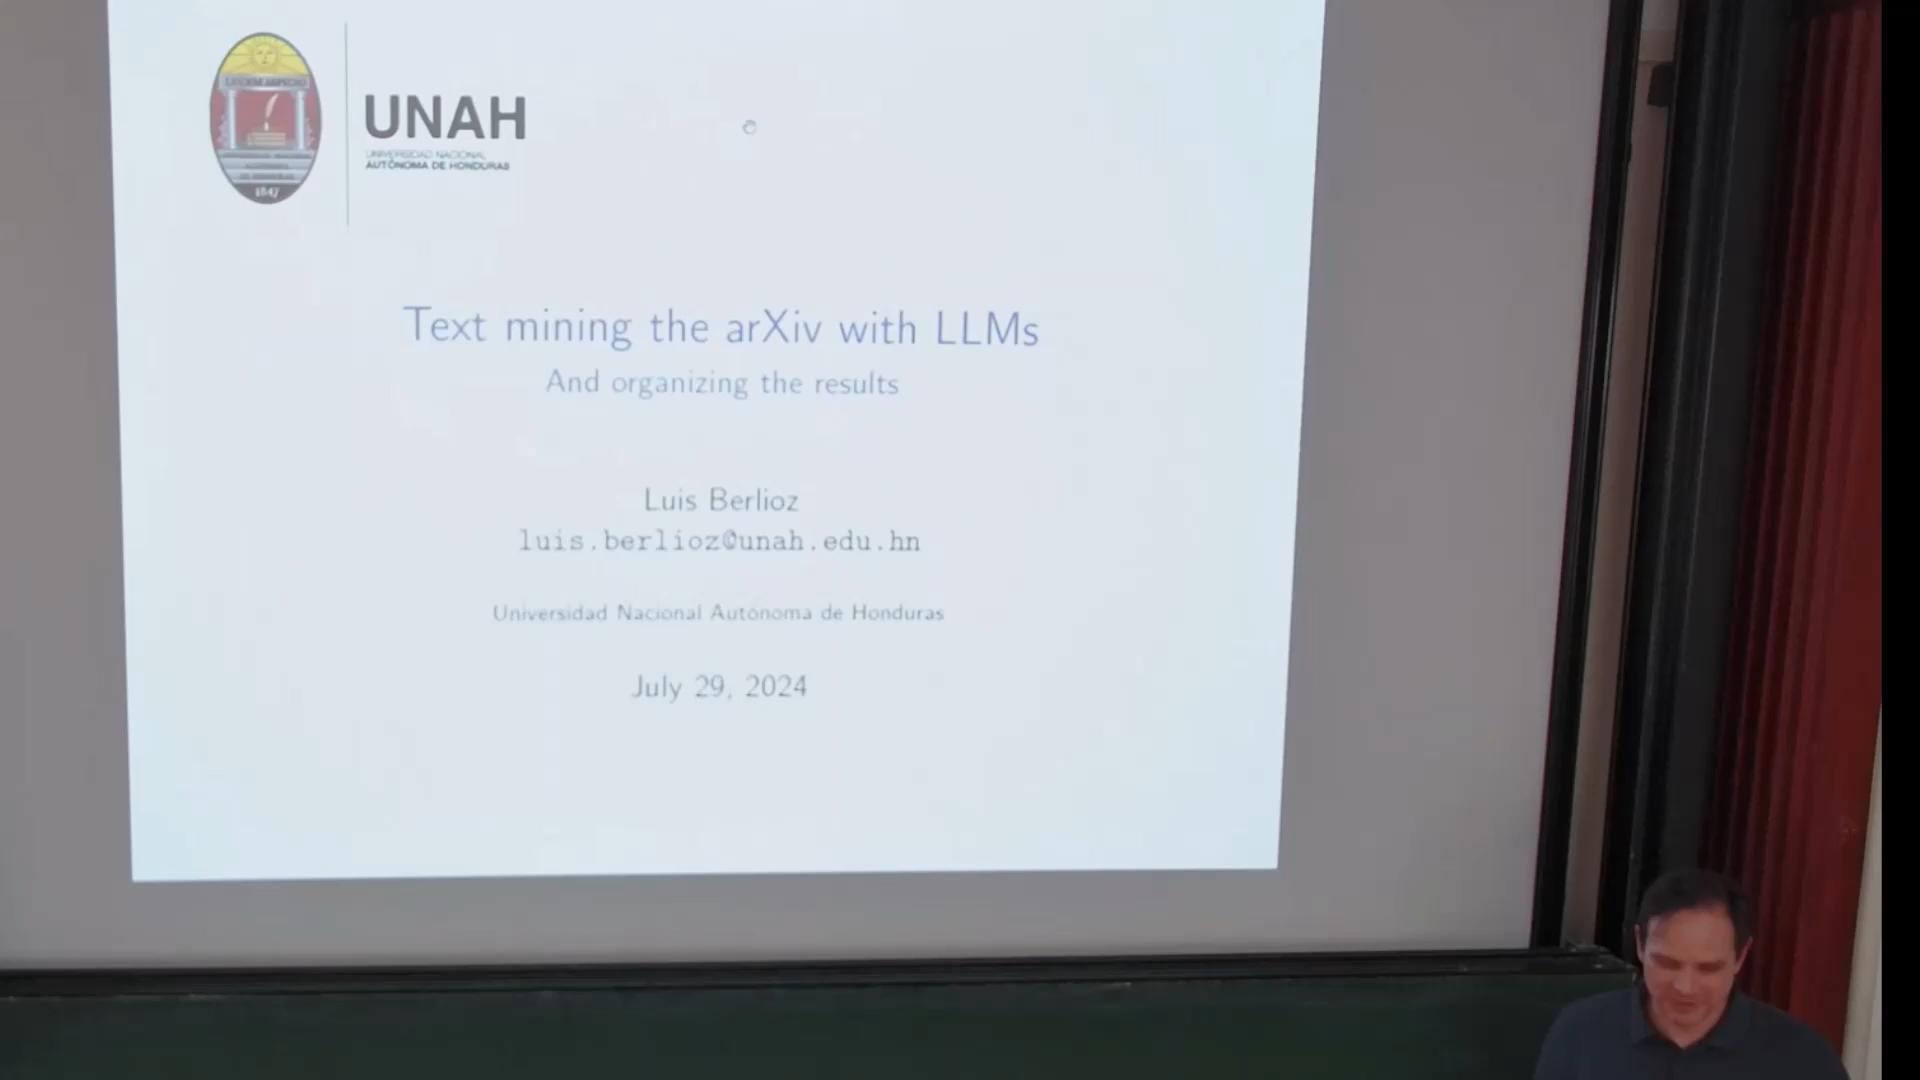 UNAH
UNIVERSIDAD NACIONAL
AUTÓNOMA DE HONDURAS
1847
Text mining the arXiv with LLMs
And organizing the results
Luis Berlioz
luis.berlioz@unah.edu.hn
Universidad Nacional Autónoma de Honduras
July 29, 2024